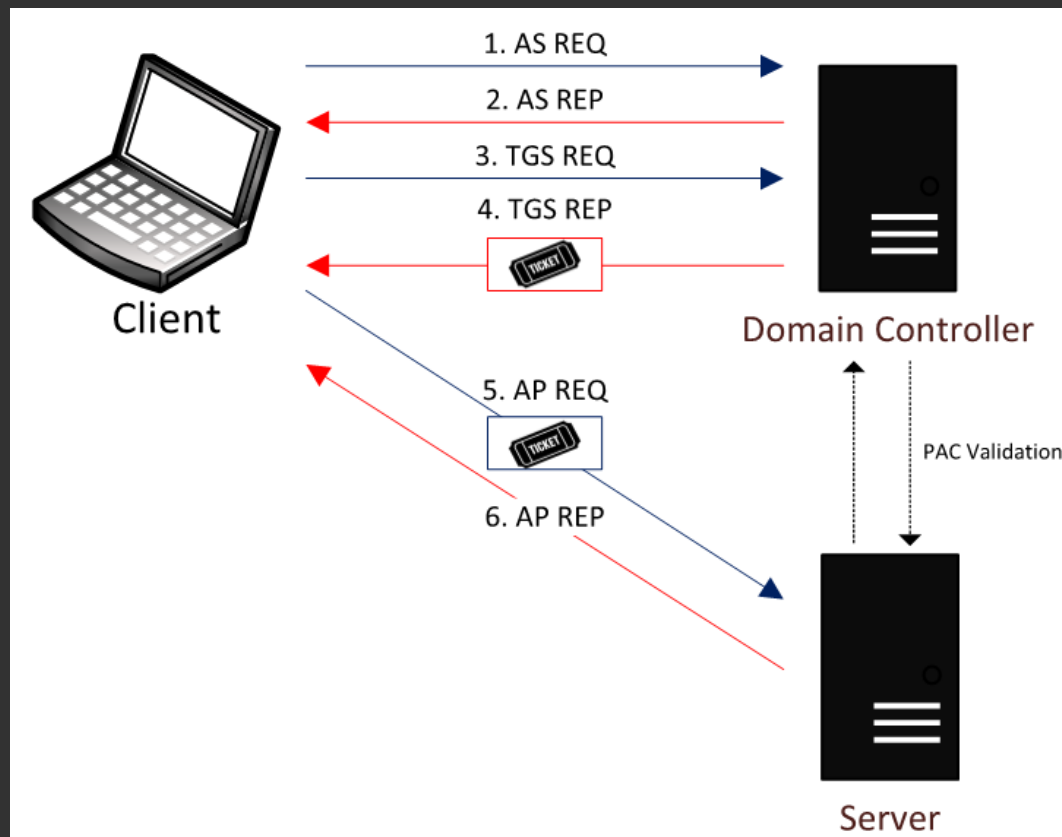 1. AS REQ
2. AS REP
3. TGS REQ
4. TGS REP
TICKET
Client
Domain Controller
5. AP REQ
TICKET
PAC Validation
6. AP REP
Server